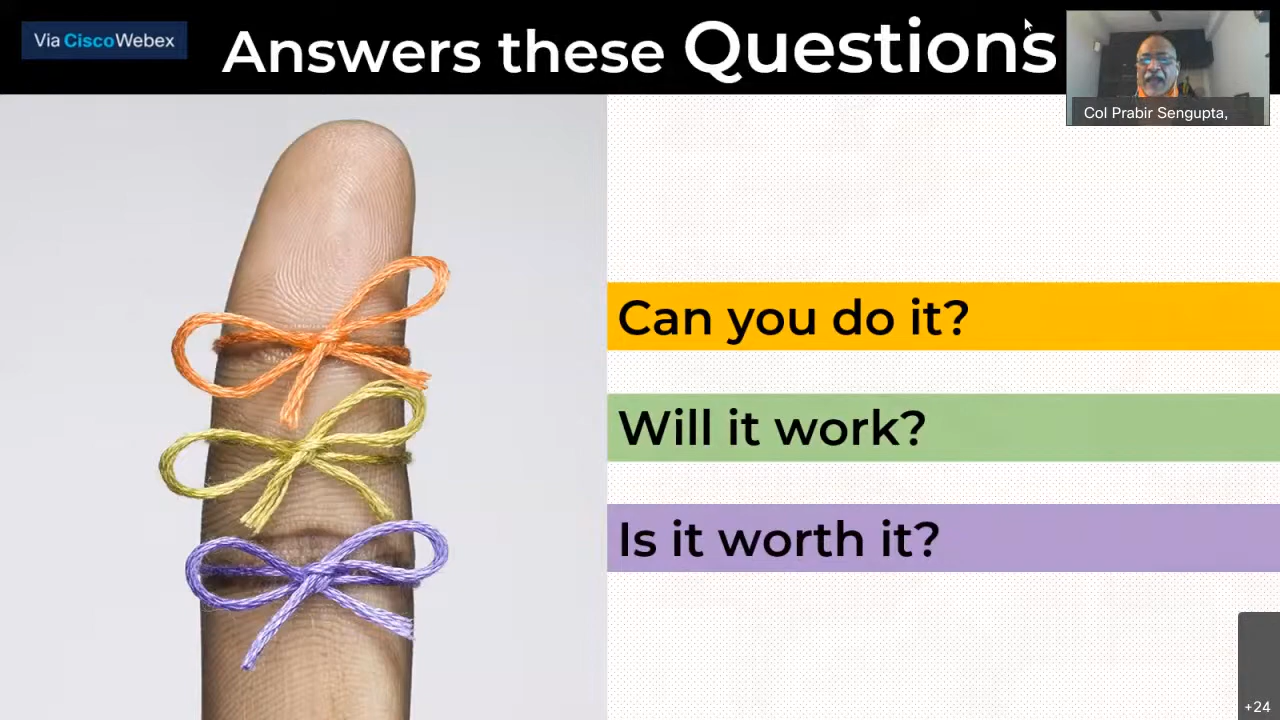 Via CiscoWebex
Answers these Questions
Col Prabir Sengupta,
Can you do it?
Will it work?
Is it worth it?
+24